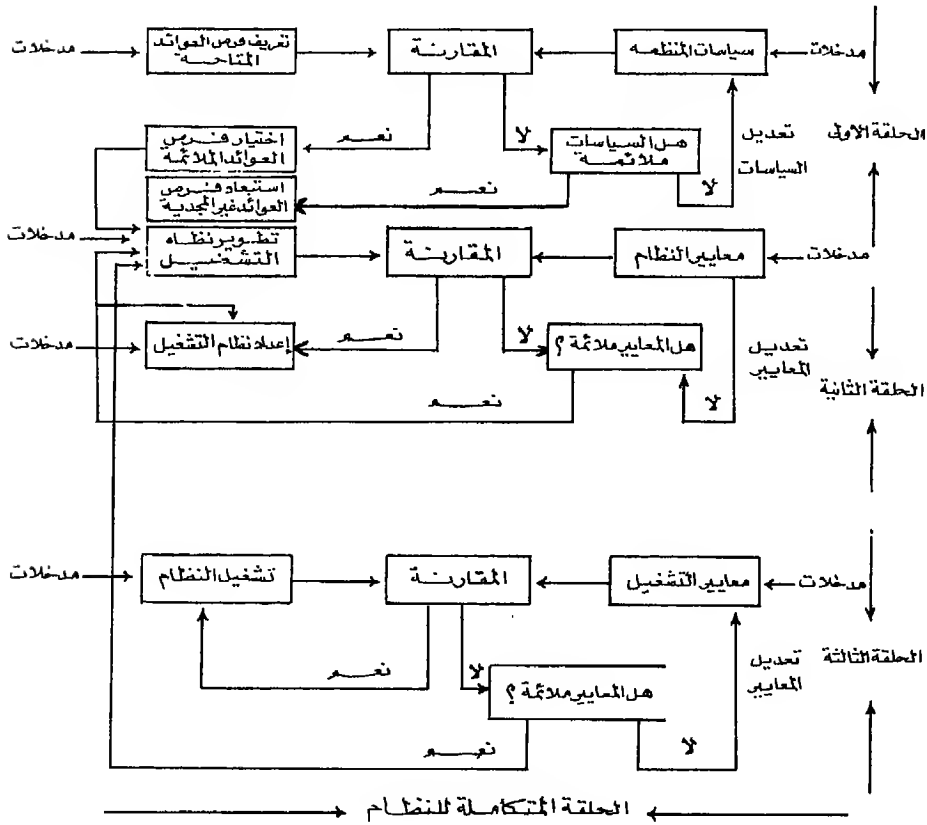 مدخلات
تعريف فرص العوائد
المتاحة
المقارنة
سياسات المنظمه
مدخلات
الحلقة الاولى
تعديل
السياسات
هل السياسات
ملائمة
لا
لا
نعم
نعم
اختيار فرص
العوائد الملائمة
استبعاد فرص
العوائد غير المجدية
مدخلات
تطوير نظام
التشغيل
المقارنة
معايير النظام
مدخلات
مدخلات
إعداد نظام التشغيل
نعم
لا
هل المعايير ملائمة ؟
تعديل
المعايير
لا
نعم
الحلقة الثانية
مدخلات
تشغيل النظام
المقارنة
معايير التشغيل
مدخلات
الحلقة الثالثة
تعديل
المعايير
نعم
لا
هل المعايير ملائمة ؟
لا
نعم
الحلقة المتكاملة للنظام